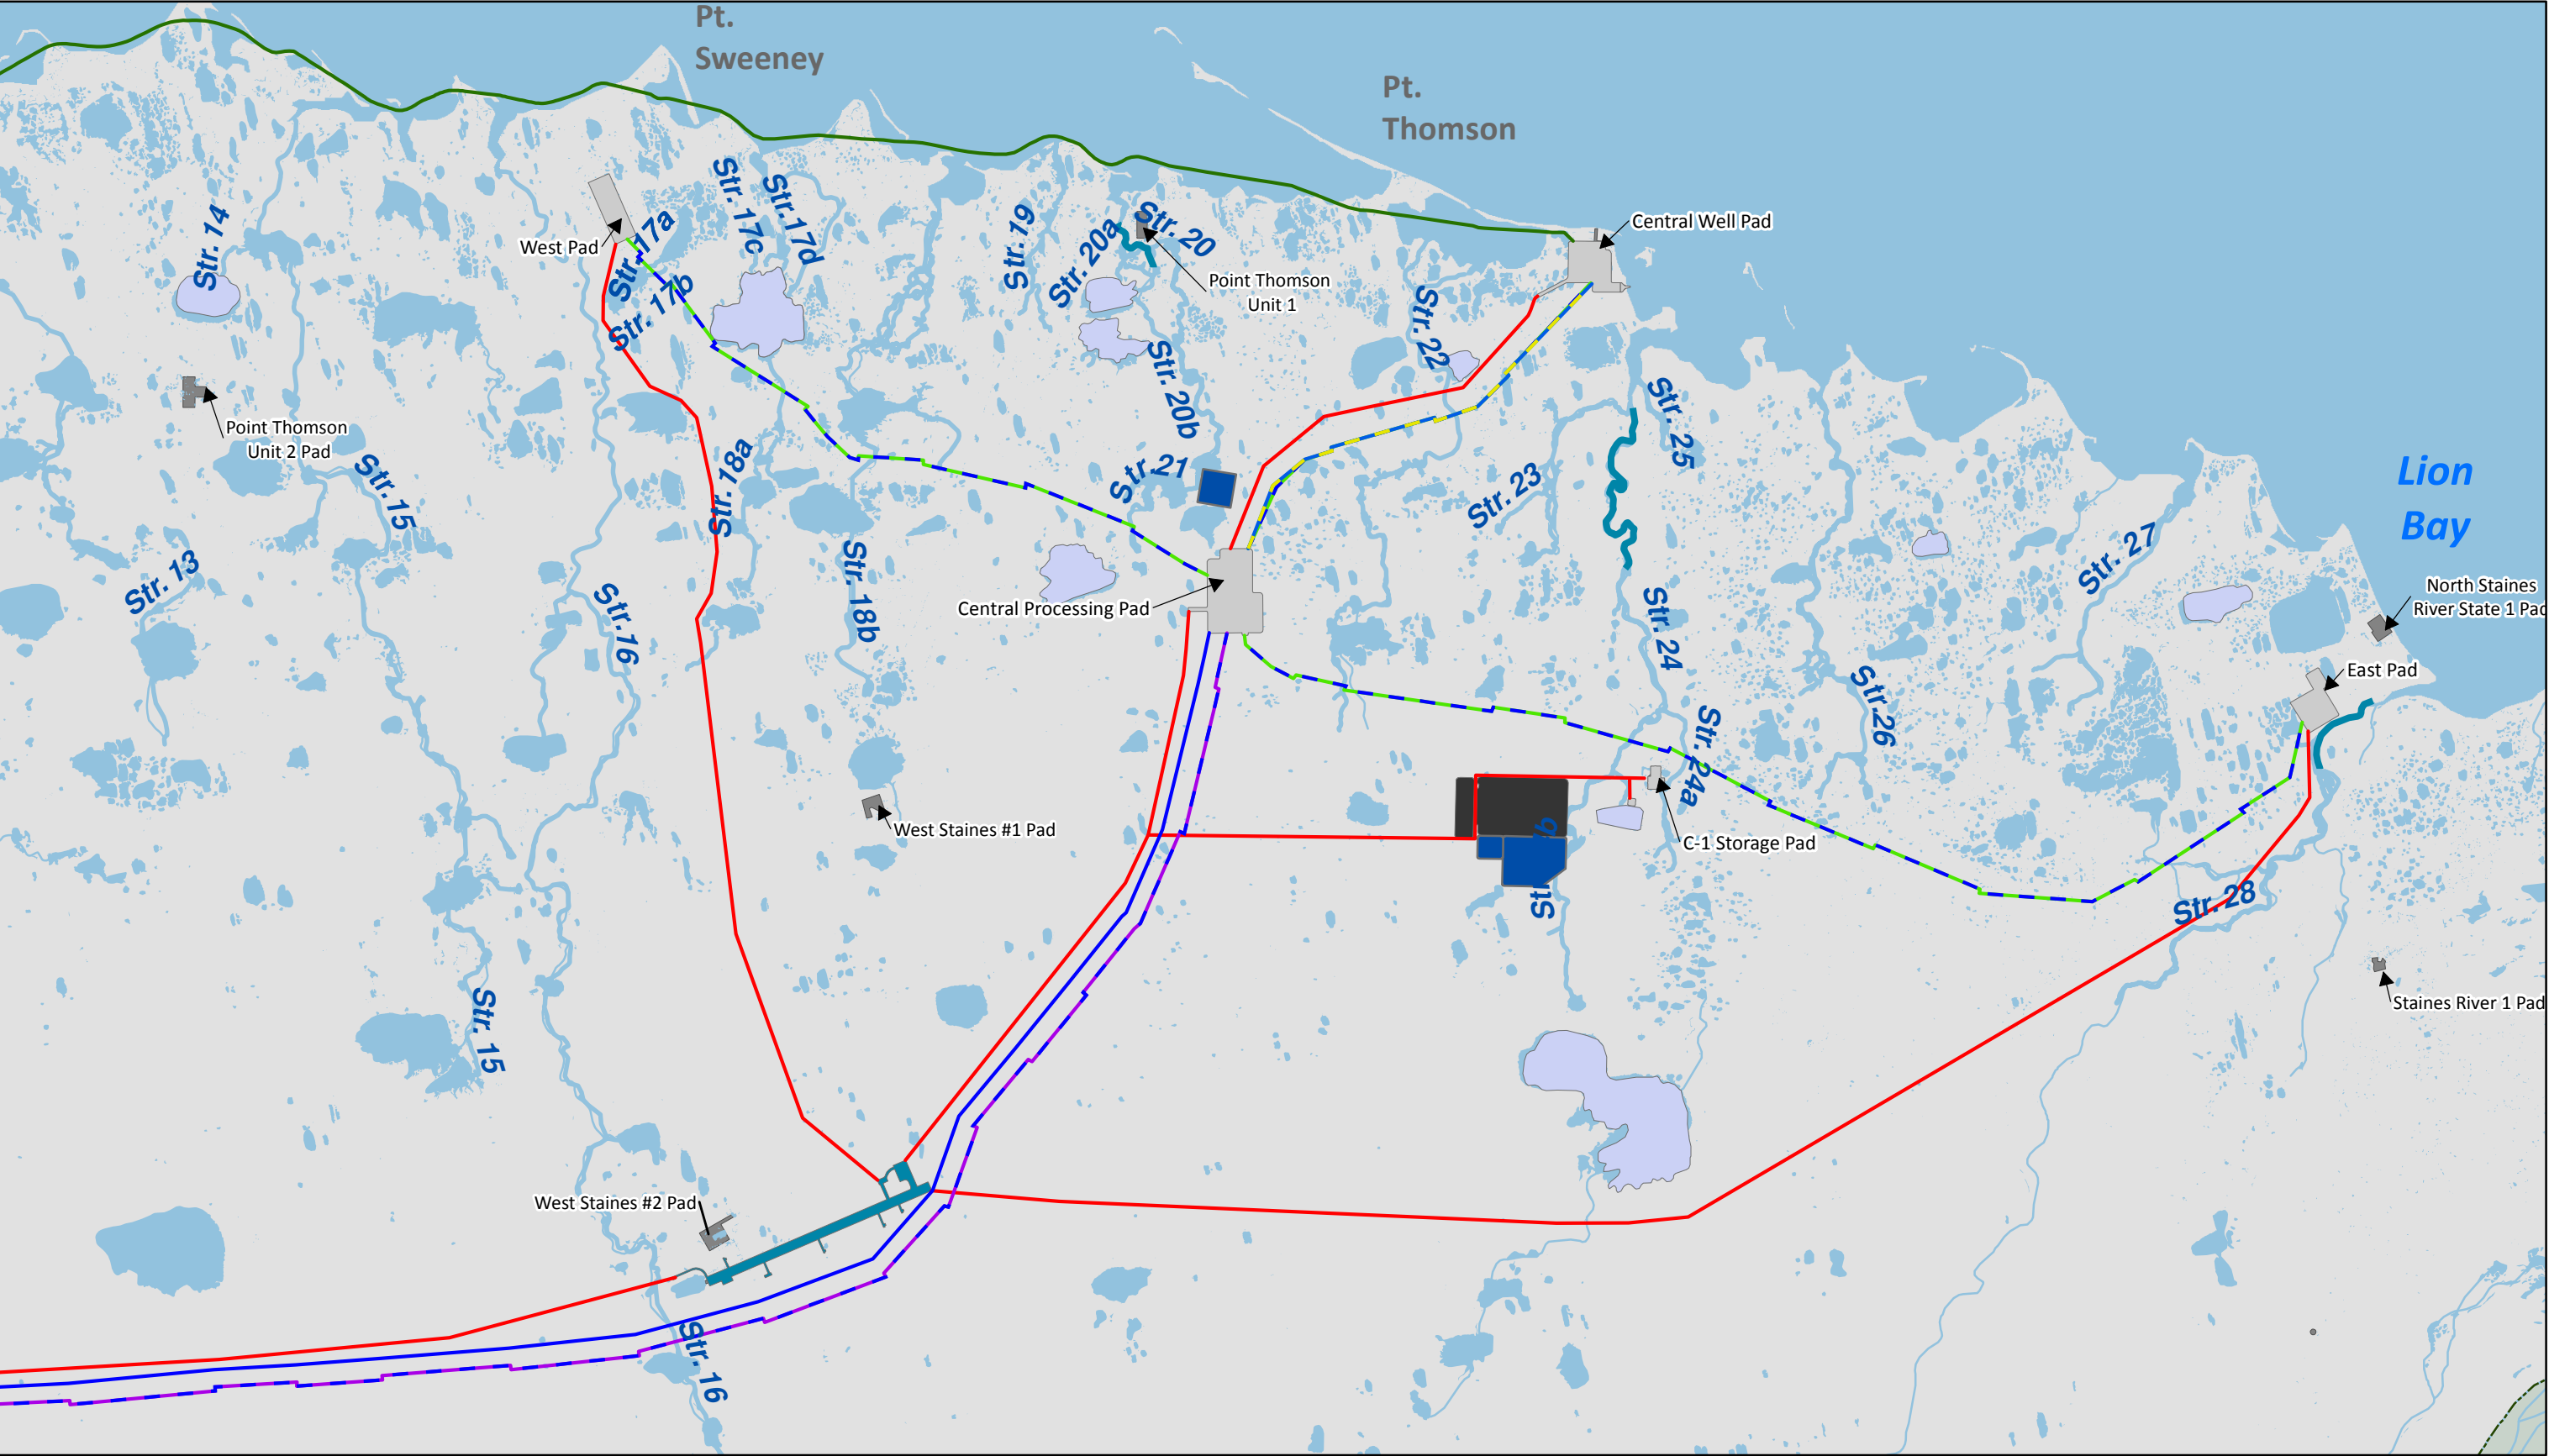 Pt.
Sweeney
Pt.
Thomson
Str. 14
West Pad
Str. 17a
Str. 17b
Str. 17c
Str.17d
Str.19
Str. 20a
Str. 20
Point Thomson
Unit 1
Central Well Pad
Str.22
Str. 20b
Str. 25
Point Thomson
Unit 2 Pad
Str.15
Str.18a
Str.21
Str. 23
Lion
Bay
Str. 13
Str.16
Str. 18b
Central Processing Pad
Str. 24
Str. 27
North Staines
River State 1 Pad
East Pad
Str.26
Str. 24a
West Staines #1 Pad
C-1 Storage Pad
Str. 28
Str. 15
Staines River 1 Pad
West Staines #2 Pad
Str. 16